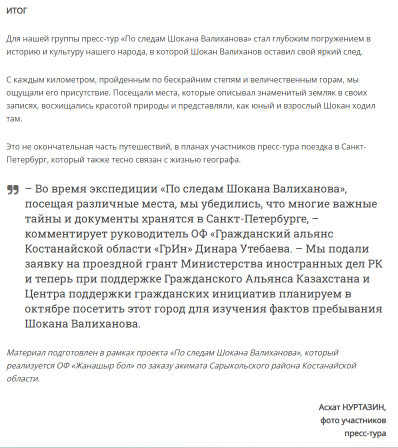 ИТОГ
Для нашей группы пресс-тур «По следам Шокана Валиханова» стал глубоким погружением в
историю и культуру нашего народа, в которой Шокан Валиханов оставил свой яркий след.
С каждым километром, пройденным по бескрайним степям и величественным горам, мы
ощущали его присутствие. Посещали места, которые описывал знаменитый земляк в своих
записях, восхищались красотой природы и представляли, как юный и взрослый Шокан ходил
там.
Это не окончательная часть путешествий, в планах участников пресс-тура поездка в Санкт-
Петербург, который также тесно связан с жизнью географа.
– Во время экспедиции «По следам Шокана Валиханова»,
посещая различные места, мы убедились, что многие важные
тайны и документы хранятся в Санкт-Петербурге, –
комментирует руководитель ОФ «Гражданский альянс
Костанайской области «ГрИн» Динара Утебаева. – Мы подали
заявку на проездной грант Министерства иностранных дел РК
и теперь при поддержке Гражданского Альянса Казахстана и
Центра поддержки гражданских инициатив планируем в
октябре посетить этот город для изучения фактов пребывания
Шокана Валиханова.
Материал подготовлен в рамках проекта «По следам Шокана Валиханова», который
реализуется ОФ «Жанашыр бол» по заказу акимата Сарыкольского района Костанайской
области.
Асхат НУРТАЗИН,
фото участников
пресс-тура